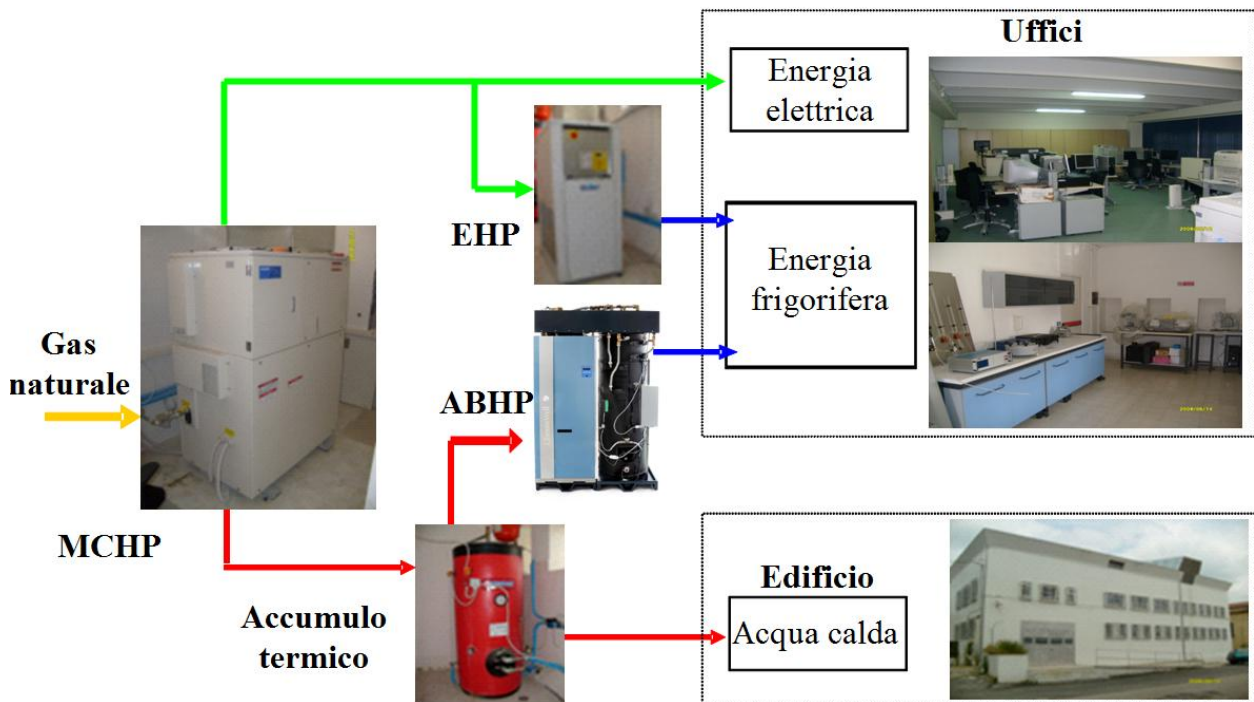 Uffici
Energia
elettrica
EHP
Energia
frigorifera
Gas
naturale
ABHP
MCHP
Accumulo
termico
Edificio
Acqua calda